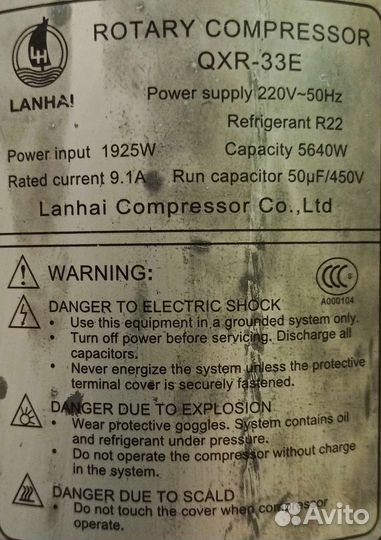 ROTARY COMPRESSOR
QXR-33E
LANHAI
Power supply 220V~50Hz
Refrigerant R22
Power input 1925W Capacity 5640W
Rated current 9.1A Run capacitor 50µF/450V
Lanhai Compressor Co.,Ltd
WARNING:
CCC
A000104
DANGER TO ELECTRIC SHOCK
• Use this equipment in a grounded system only.
• Turn off power before servicing. Discharge all
capacitors.
• Never energize the system unless the protective
terminal cover is securely fastened.
DANGER DUE TO EXPLOSION
• Wear protective goggles. System contains oil
and refrigerant under pressure.
• Do not operate the compressor without charge
in the system.
DANGER DUE TO SCALD
• Do not touch the cover when compressor
operate.
Avito